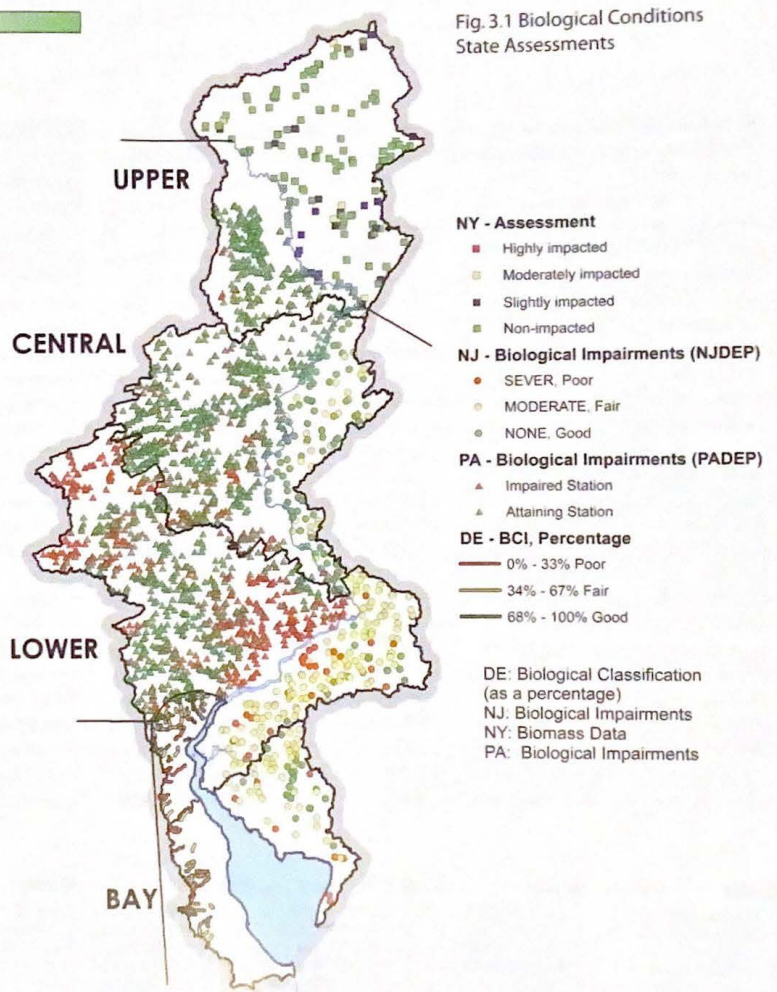 Fig. 3.1 Biological Conditions
State Assessments
UPPER
CENTRAL
LOWER
BAY
NY - Assessment
Highly impacted
Moderately impacted
Slightly impacted
Non-impacted
NJ - Biological Impairments (NJDEP)
SEVER, Poor
MODERATE, Fair
NONE, Good
PA - Biological Impairments (PADEP)
Impaired Station
Attaining Station
DE - BCI, Percentage
0% - 33% Poor
34% - 67% Fair
68% - 100% Good
DE: Biological Classification
(as a percentage)
NJ: Biological Impairments
NY: Biomass Data
PA: Biological Impairments